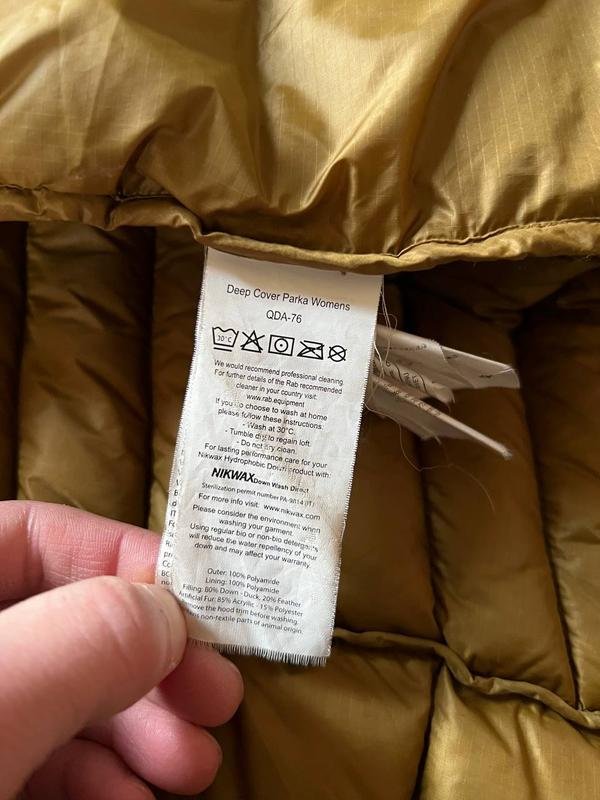 Deep Cover Parka Womens
QDA-76
30°C
We would recommend professional cleaning.
For further details of the Rab recommended
cleaner in your country visit:
www.rab.equipment
If you do choose to wash at home
please follow these instructions:
- Wash at 30°C.
- Tumble dry to regain loft.
- Do not dry clean.
For lasting performance care for your
Nikwax Hydrophobic Down product with:
NIKWAX Down Wash Direct
Sterilization permit number PA-9814 (IT)
For more info visit: www.nikwax.com
Please consider the environment when
washing your garment.
Using regular bio or non-bio detergents
will reduce the water repellency of your
down and may affect your warranty.
Outer: 100% Polyamide
Lining: 100% Polyamide
Filling: 80% Down - Duck, 20% Feather
Artificial Fur: 85% Acrylic - 15% Polyester
the hood trim before washing.
non-textile parts of animal origin.